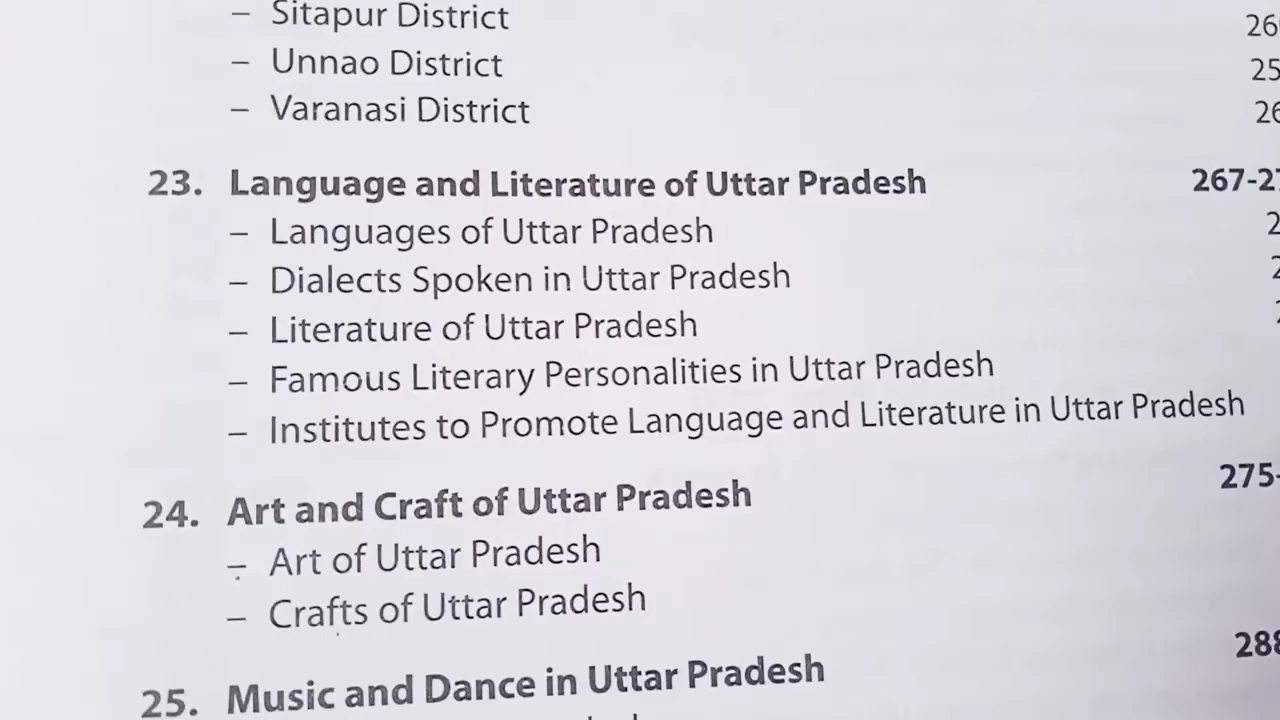 – Sitapur District
– Unnao District
– Varanasi District
23. Language and Literature of Uttar Pradesh
– Languages of Uttar Pradesh
– Dialects Spoken in Uttar Pradesh
– Literature of Uttar Pradesh
– Famous Literary Personalities in Uttar Pradesh
– Institutes to Promote Language and Literature in Uttar Pradesh
24. Art and Craft of Uttar Pradesh 275-
– Art of Uttar Pradesh
– Crafts of Uttar Pradesh
25. Music and Dance in Uttar Pradesh 288